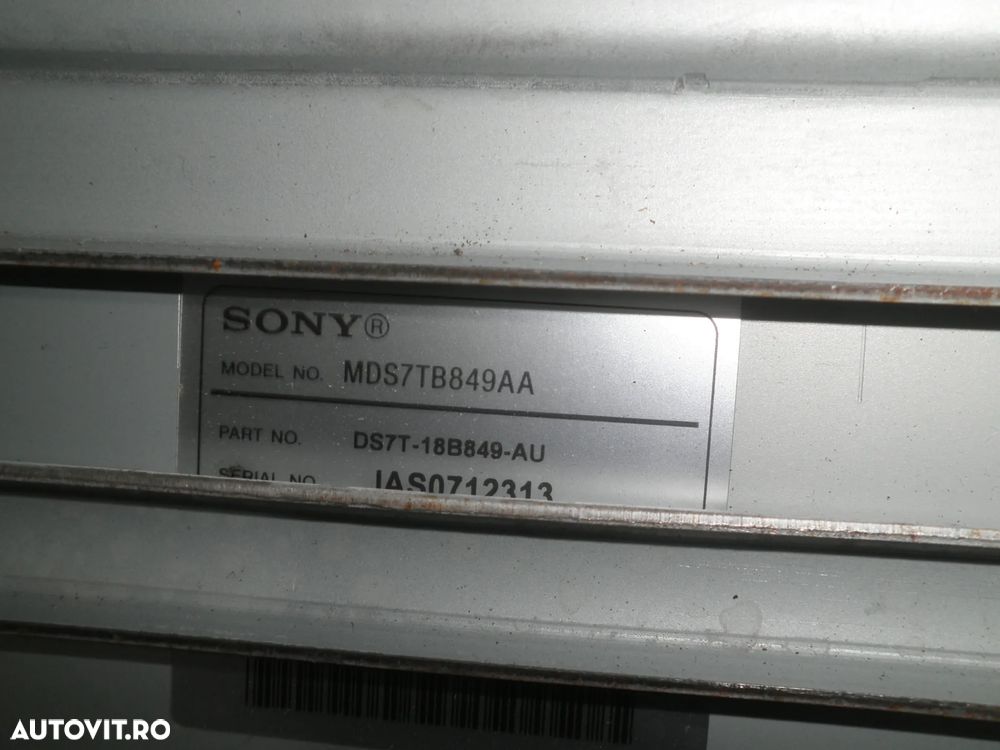 SONY®
MODEL NO. MDS7TB849AA
PART NO. DS7T-18B849-AU
SERIAL NO IAS0712313
AUTOVIT.RO